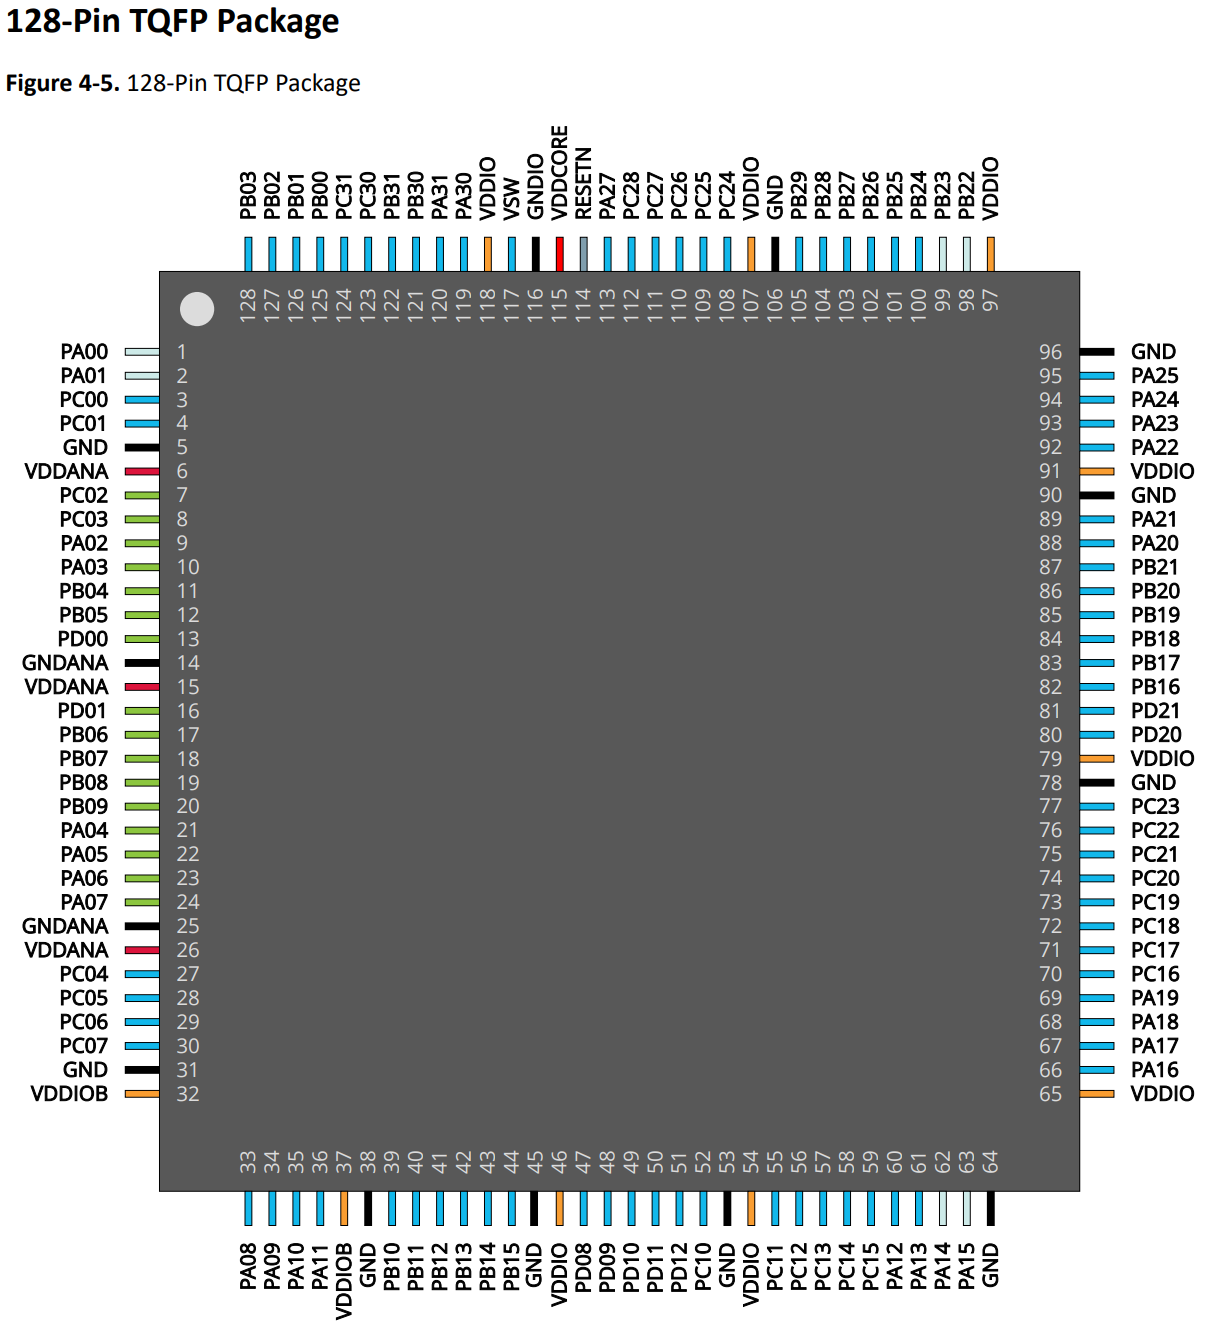 128-Pin TQFP Package
Figure 4-5. 128-Pin TQFP Package
PB03 PB02 PB01 PB00 PC31 PC30 PB31 PB30 PA31 PA30 VDDIO VSW GNDIO VDDCORE RESETN PA27 PC28 PC27 PC26 PC25 PC24 VDDIO GND PB29 PB28 PB27 PB26 PB25 PB24 PB23 PB22 VDDIO
128 127 126 125 124 123 122 121 120 119 118 117 116 115 114 113 112 111 110 109 108 107 106 105 104 103 102 101 100 99 98 97
PA00 1 96 GND
PA01 2 95 PA25
PC00 3 94 PA24
PC01 4 93 PA23
GND 5 92 PA22
VDDANA 6 91 VDDIO
PC02 7 90 GND
PC03 8 89 PA21
PA02 9 88 PA20
PA03 10 87 PB21
PB04 11 86 PB20
PB05 12 85 PB19
PD00 13 84 PB18
GNDANA 14 83 PB17
VDDANA 15 82 PB16
PD01 16 81 PD21
PB06 17 80 PD20
PB07 18 79 VDDIO
PB08 19 78 GND
PB09 20 77 PC23
PA04 21 76 PC22
PA05 22 75 PC21
PA06 23 74 PC20
PA07 24 73 PC19
GNDANA 25 72 PC18
VDDANA 26 71 PC17
PC04 27 70 PC16
PC05 28 69 PA19
PC06 29 68 PA18
PC07 30 67 PA17
GND 31 66 PA16
VDDIOB 32 65 VDDIO
33 34 35 36 37 38 39 40 41 42 43 44 45 46 47 48 49 50 51 52 53 54 55 56 57 58 59 60 61 62 63 64
PA08 PA09 PA10 PA11 VDDIOB GND PB10 PB11 PB12 PB13 PB14 PB15 GND VDDIO PD08 PD09 PD10 PD11 PD12 PC10 GND VDDIO PC11 PC12 PC13 PC14 PC15 PA12 PA13 PA14 PA15 GND